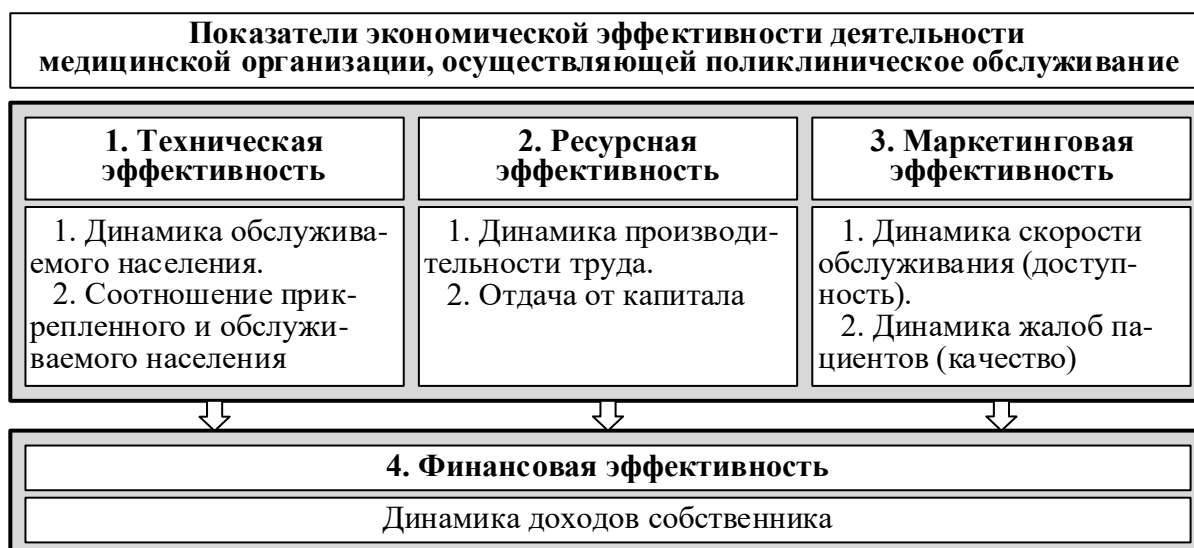 Показатели экономической эффективности деятельности
медицинской организации, осуществляющей поликлиническое обслуживание
1. Техническая
эффективность
1. Динамика обслужива-
емого населения.
2. Соотношение прик-
репленного и обслужи-
ваемого населения
2. Ресурсная
эффективность
1. Динамика производи-
тельности труда.
2. Отдача от капитала
3. Маркетинговая
эффективность
1. Динамика скорости
обслуживания (доступ-
ность).
2. Динамика жалоб па-
циентов (качество)
4. Финансовая эффективность
Динамика доходов собственника